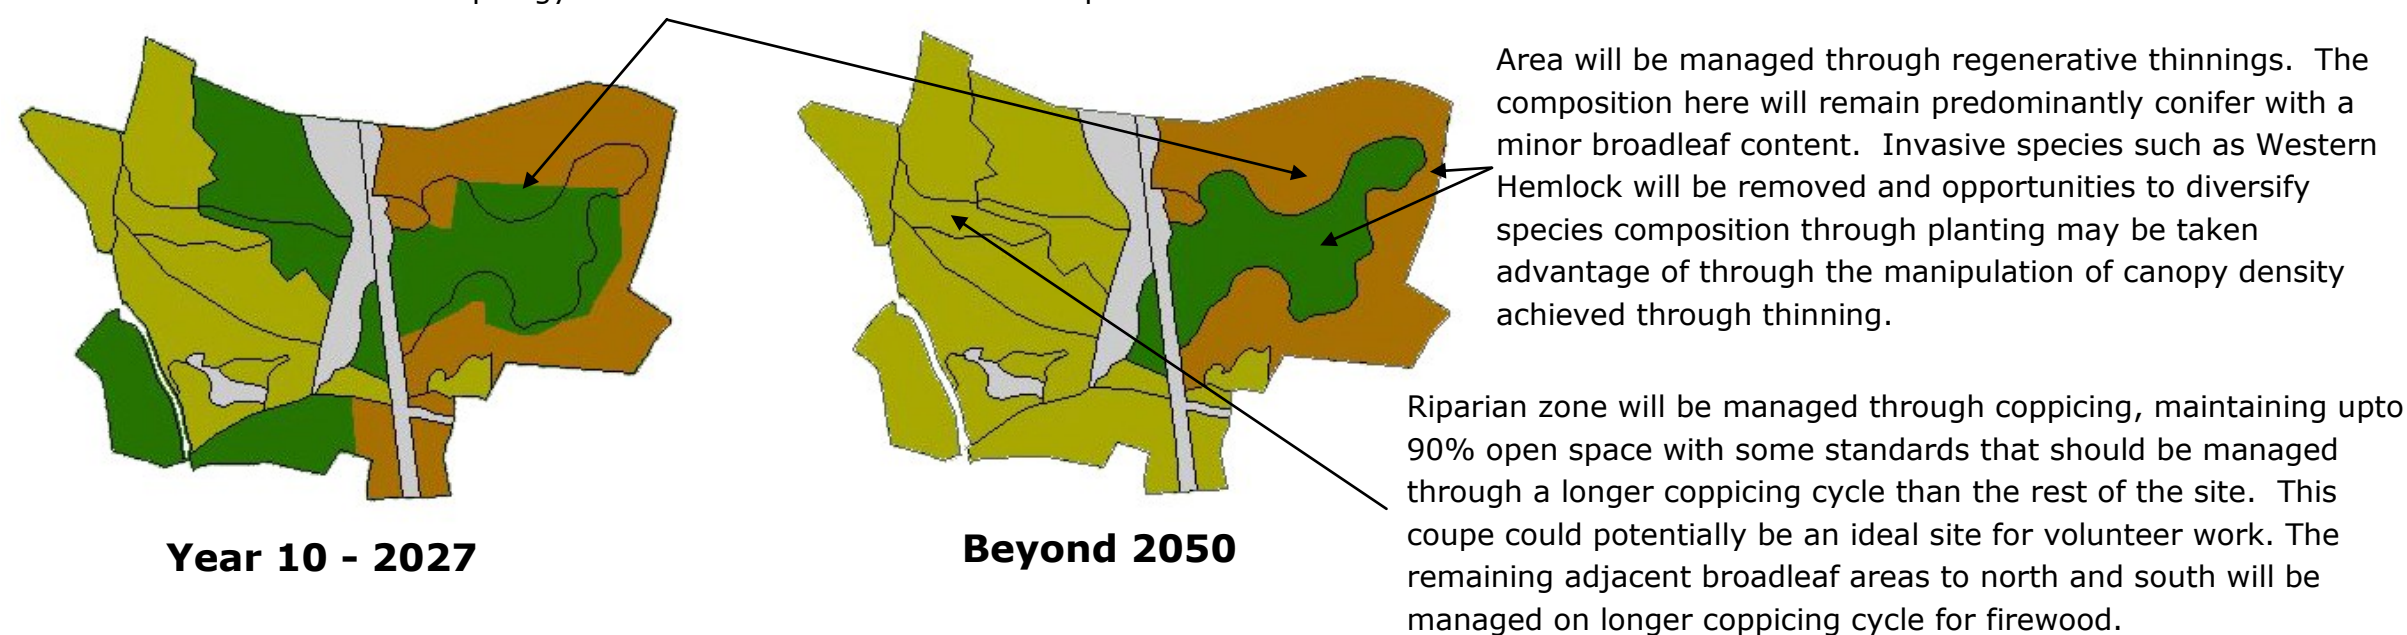 Area will be managed through regenerative thinnings.  The
composition here will remain predominantly conifer with a
minor broadleaf content.  Invasive species such as Western
Hemlock will be removed and opportunities to diversify
species composition through planting may be taken
advantage of through the manipulation of canopy density
achieved through thinning.
Riparian zone will be managed through coppicing, maintaining upto
90% open space with some standards that should be managed
through a longer coppicing cycle than the rest of the site.  This
coupe could potentially be an ideal site for volunteer work. The
remaining adjacent broadleaf areas to north and south will be
managed on longer coppicing cycle for firewood.
Year 10 - 2027
Beyond 2050